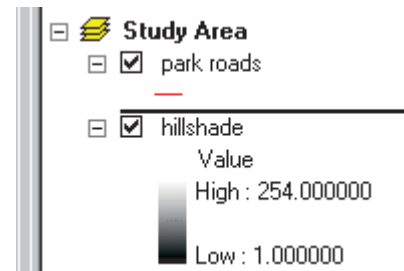 Study Area
park roads
hillshade
Value
High : 254.000000
Low : 1.000000